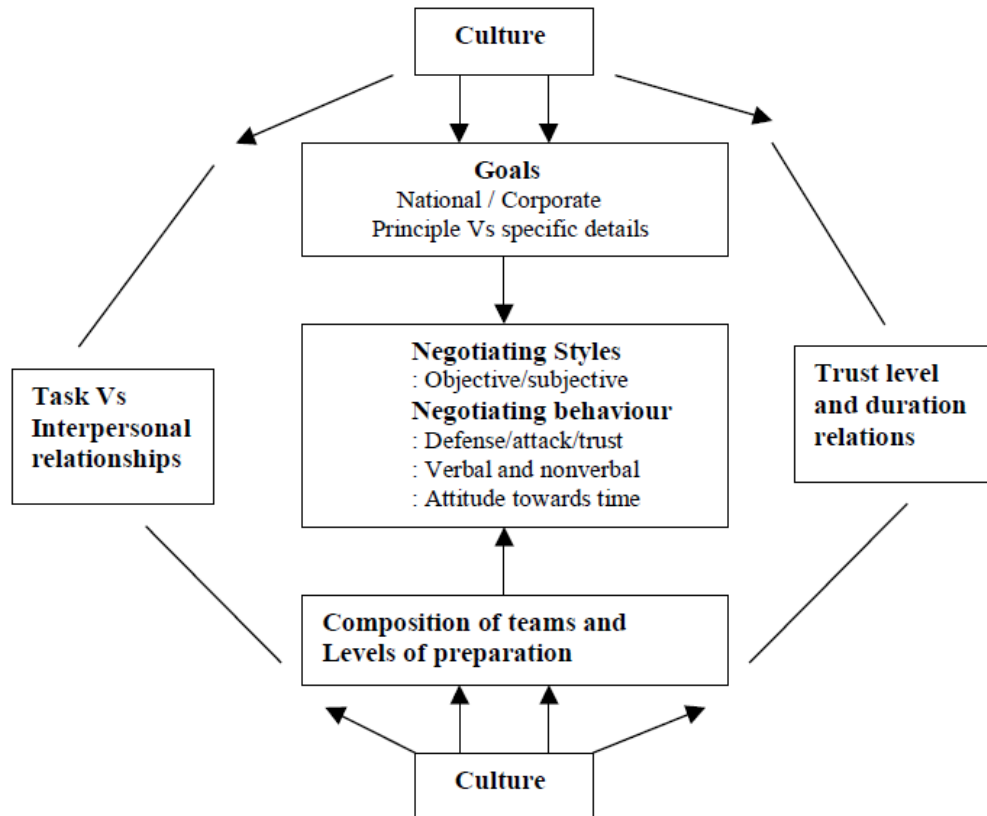 Culture
Goals
National / Corporate
Principle Vs specific details
Negotiating Styles
: Objective/subjective
Negotiating behaviour
: Defense/attack/trust
: Verbal and nonverbal
: Attitude towards time
Task Vs
Interpersonal
relationships
Trust level
and duration
relations
Composition of teams and
Levels of preparation
Culture